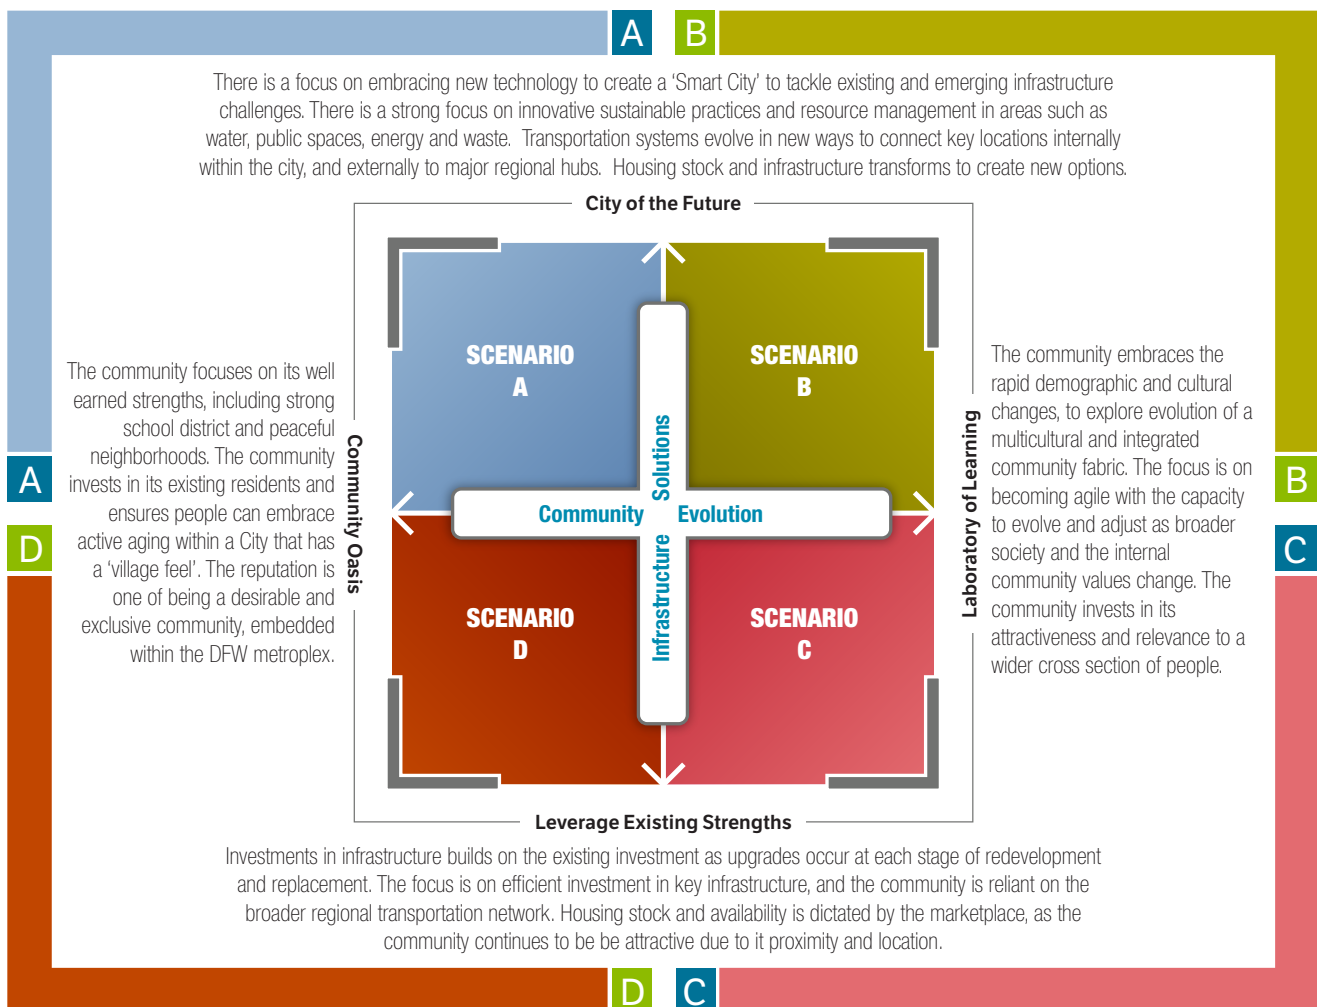 A B
There is a focus on embracing new technology to create a ‘Smart City’ to tackle existing and emerging infrastructure
challenges. There is a strong focus on innovative sustainable practices and resource management in areas such as
water, public spaces, energy and waste.  Transportation systems evolve in new ways to connect key locations internally
within the city, and externally to major regional hubs.  Housing stock and infrastructure transforms to create new options.
City of the Future
SCENARIO
A
SCENARIO
B
The community focuses on its well
earned strengths, including strong
school district and peaceful
neighborhoods. The community
invests in its existing residents and
ensures people can embrace
active aging within a City that has
a ‘village feel’. The reputation is
one of being a desirable and
exclusive community, embedded
within the DFW metroplex.
A
D
Community Oasis
Community Evolution
Infrastructure Solutions
Laboratory of Learning
The community embraces the
rapid demographic and cultural
changes, to explore evolution of a
multicultural and integrated
community fabric. The focus is on
becoming agile with the capacity
to evolve and adjust as broader
society and the internal
community values change. The
community invests in its
attractiveness and relevance to a
wider cross section of people.
B
C
SCENARIO
D
SCENARIO
C
Leverage Existing Strengths
Investments in infrastructure builds on the existing investment as upgrades occur at each stage of redevelopment
and replacement. The focus is on efficient investment in key infrastructure, and the community is reliant on the
broader regional transportation network. Housing stock and availability is dictated by the marketplace, as the
community continues to be be attractive due to it proximity and location.
D C